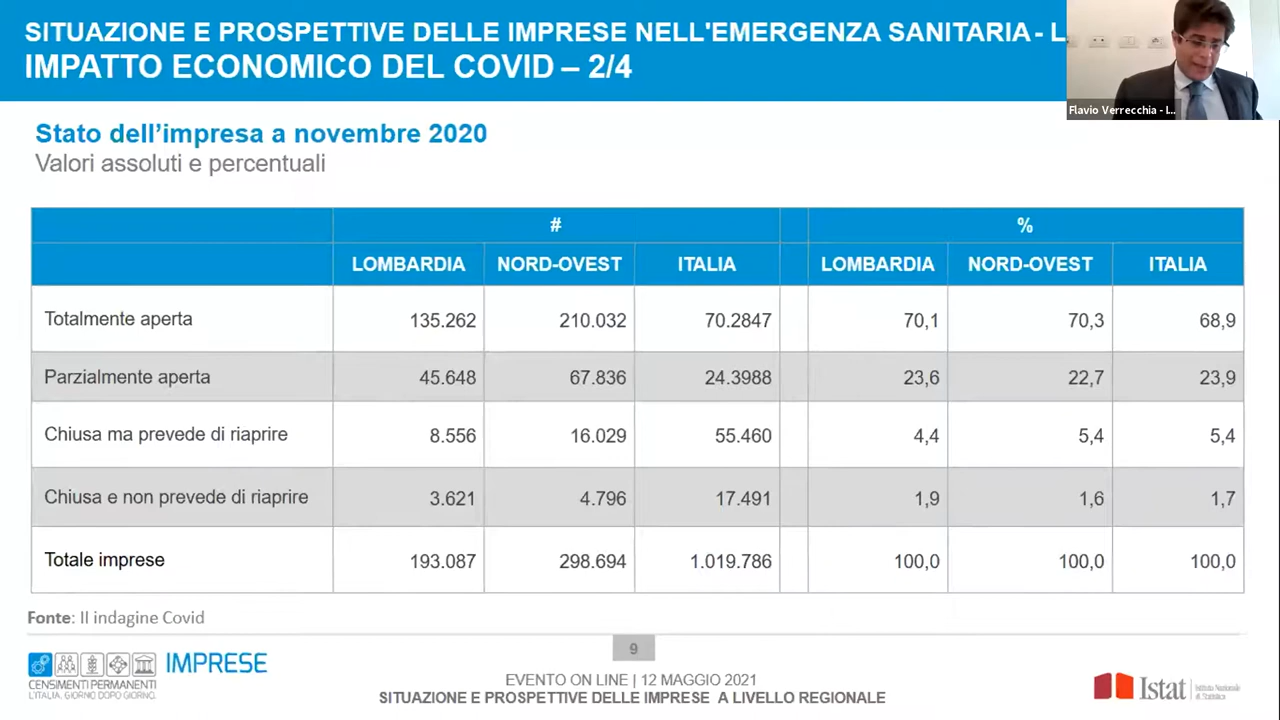 SITUAZIONE E PROSPETTIVE DELLE IMPRESE NELL'EMERGENZA SANITARIA - L
IMPATTO ECONOMICO DEL COVID – 2/4
Flavio Verrecchia - I...
Stato dell’impresa a novembre 2020
Valori assoluti e percentuali
# %
LOMBARDIA NORD-OVEST ITALIA LOMBARDIA NORD-OVEST ITALIA
Totalmente aperta 135.262 210.032 70.2847 70,1 70,3 68,9
Parzialmente aperta 45.648 67.836 24.3988 23,6 22,7 23,9
Chiusa ma prevede di riaprire 8.556 16.029 55.460 4,4 5,4 5,4
Chiusa e non prevede di riaprire 3.621 4.796 17.491 1,9 1,6 1,7
Totale imprese 193.087 298.694 1.019.786 100,0 100,0 100,0
Fonte: II indagine Covid
9
IMPRESE
CENSIMENTI PERMANENTI
L'ITALIA, GIORNO DOPO GIORNO.
EVENTO ON LINE | 12 MAGGIO 2021
SITUAZIONE E PROSPETTIVE DELLE IMPRESE A LIVELLO REGIONALE
Istat
Istituto Nazionale
di Statistica